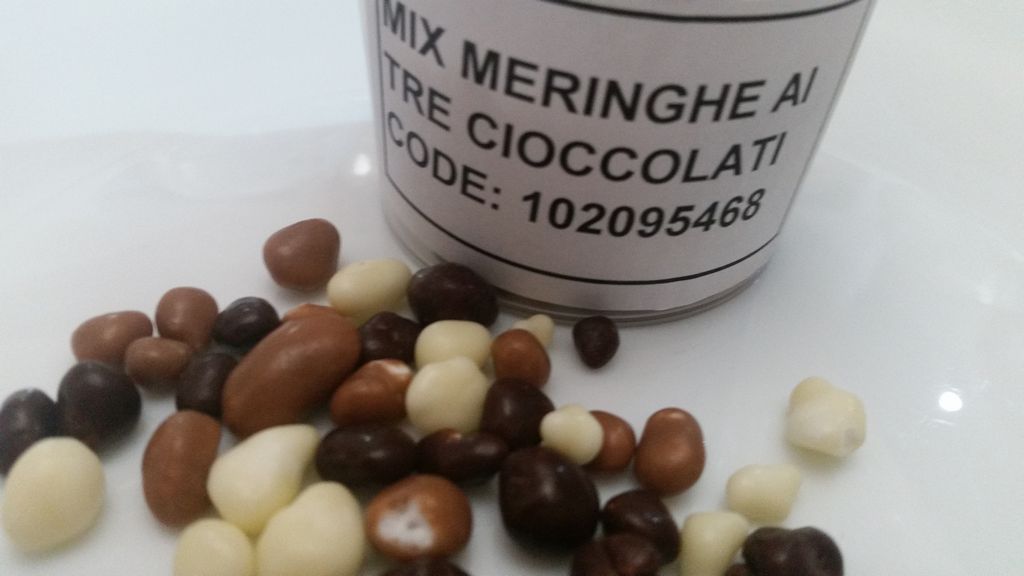 MIX MERINGHE AI
TRE CIOCCOLATI
CODE: 102095468